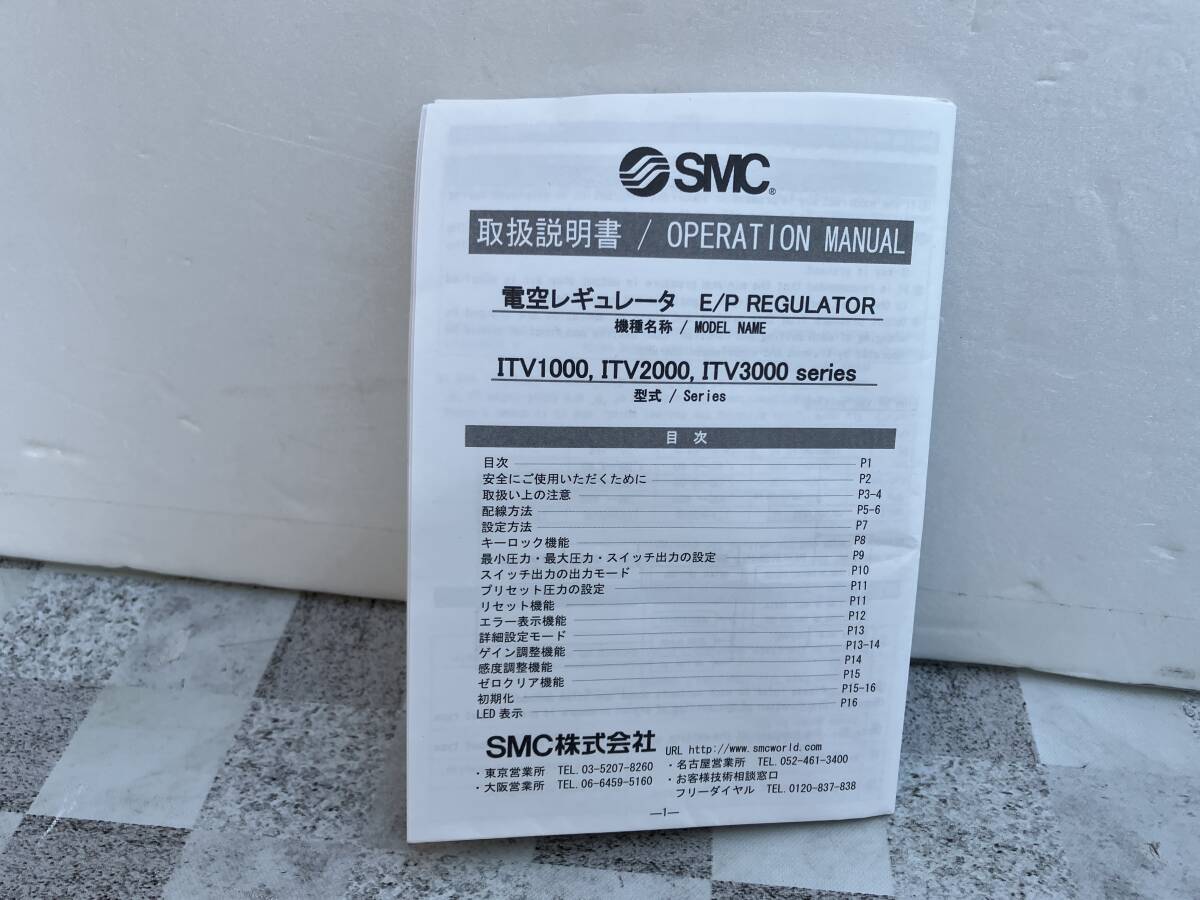 SMC®
取扱説明書 / OPERATION MANUAL
電空レギュレータ E/P REGULATOR
機種名称 / MODEL NAME
ITV1000, ITV2000, ITV3000 series
型式 / Series
目 次
目次 P1
安全にご使用いただくために P2
取扱い上の注意 P3-4
配線方法 P5-6
設定方法 P7
キーロック機能 P8
最小圧力・最大圧力・スイッチ出力の設定 P9
スイッチ出力の出力モード P10
プリセット圧力の設定 P11
リセット機能 P11
エラー表示機能 P12
詳細設定モード P13
ゲイン調整機能 P13-14
感度調整機能 P14
ゼロクリア機能 P15
初期化 P15-16
LED表示 P16
SMC株式会社 URL http://www.smcworld.com
・東京営業所 TEL. 03-5207-8260 ・名古屋営業所 TEL. 052-461-3400
・大阪営業所 TEL. 06-6459-5160 ・お客様技術相談窓口
フリーダイヤル TEL. 0120-837-838
—1—